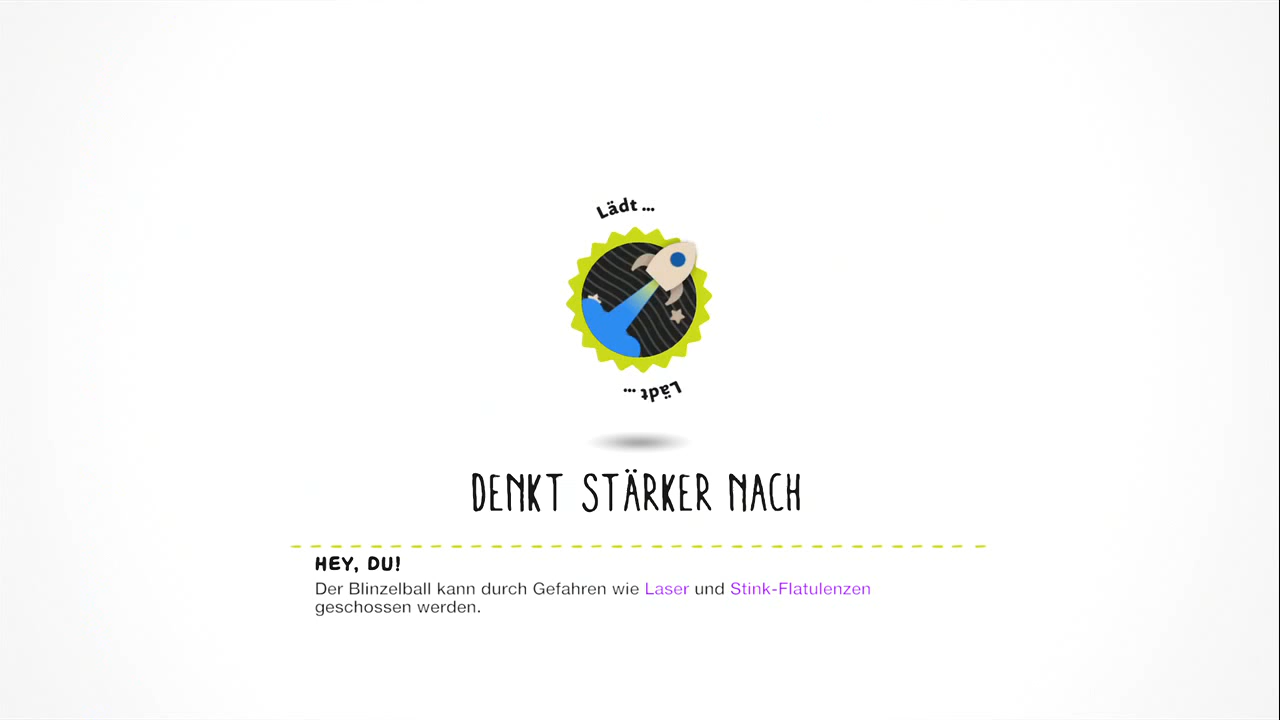 Lädt ...
Lädt ...
DENKT STÄRKER NACH
HEY, DU!
Der Blinzelball kann durch Gefahren wie Laser und Stink-Flatulenzen
geschossen werden.